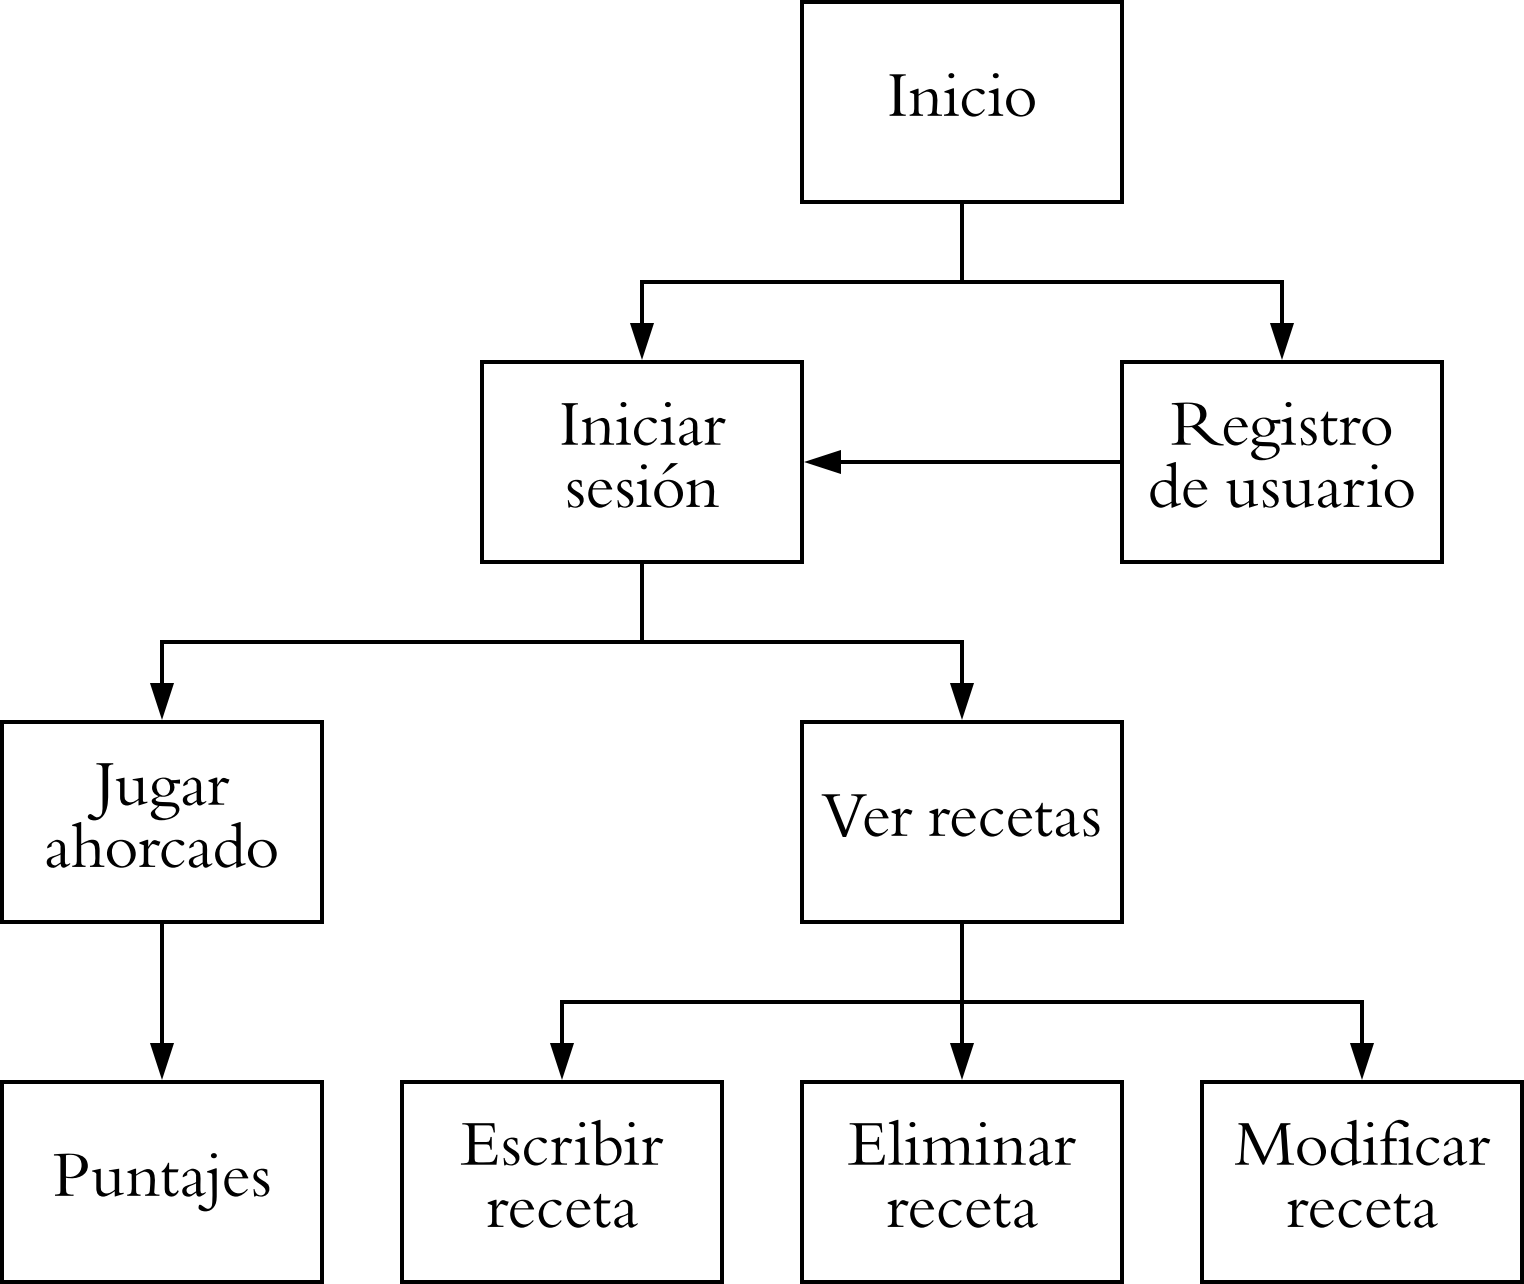 Inicio
Iniciar
sesión
Registro
de usuario
Jugar
ahorcado
Ver recetas
Puntajes
Escribir
receta
Eliminar
receta
Modificar
receta